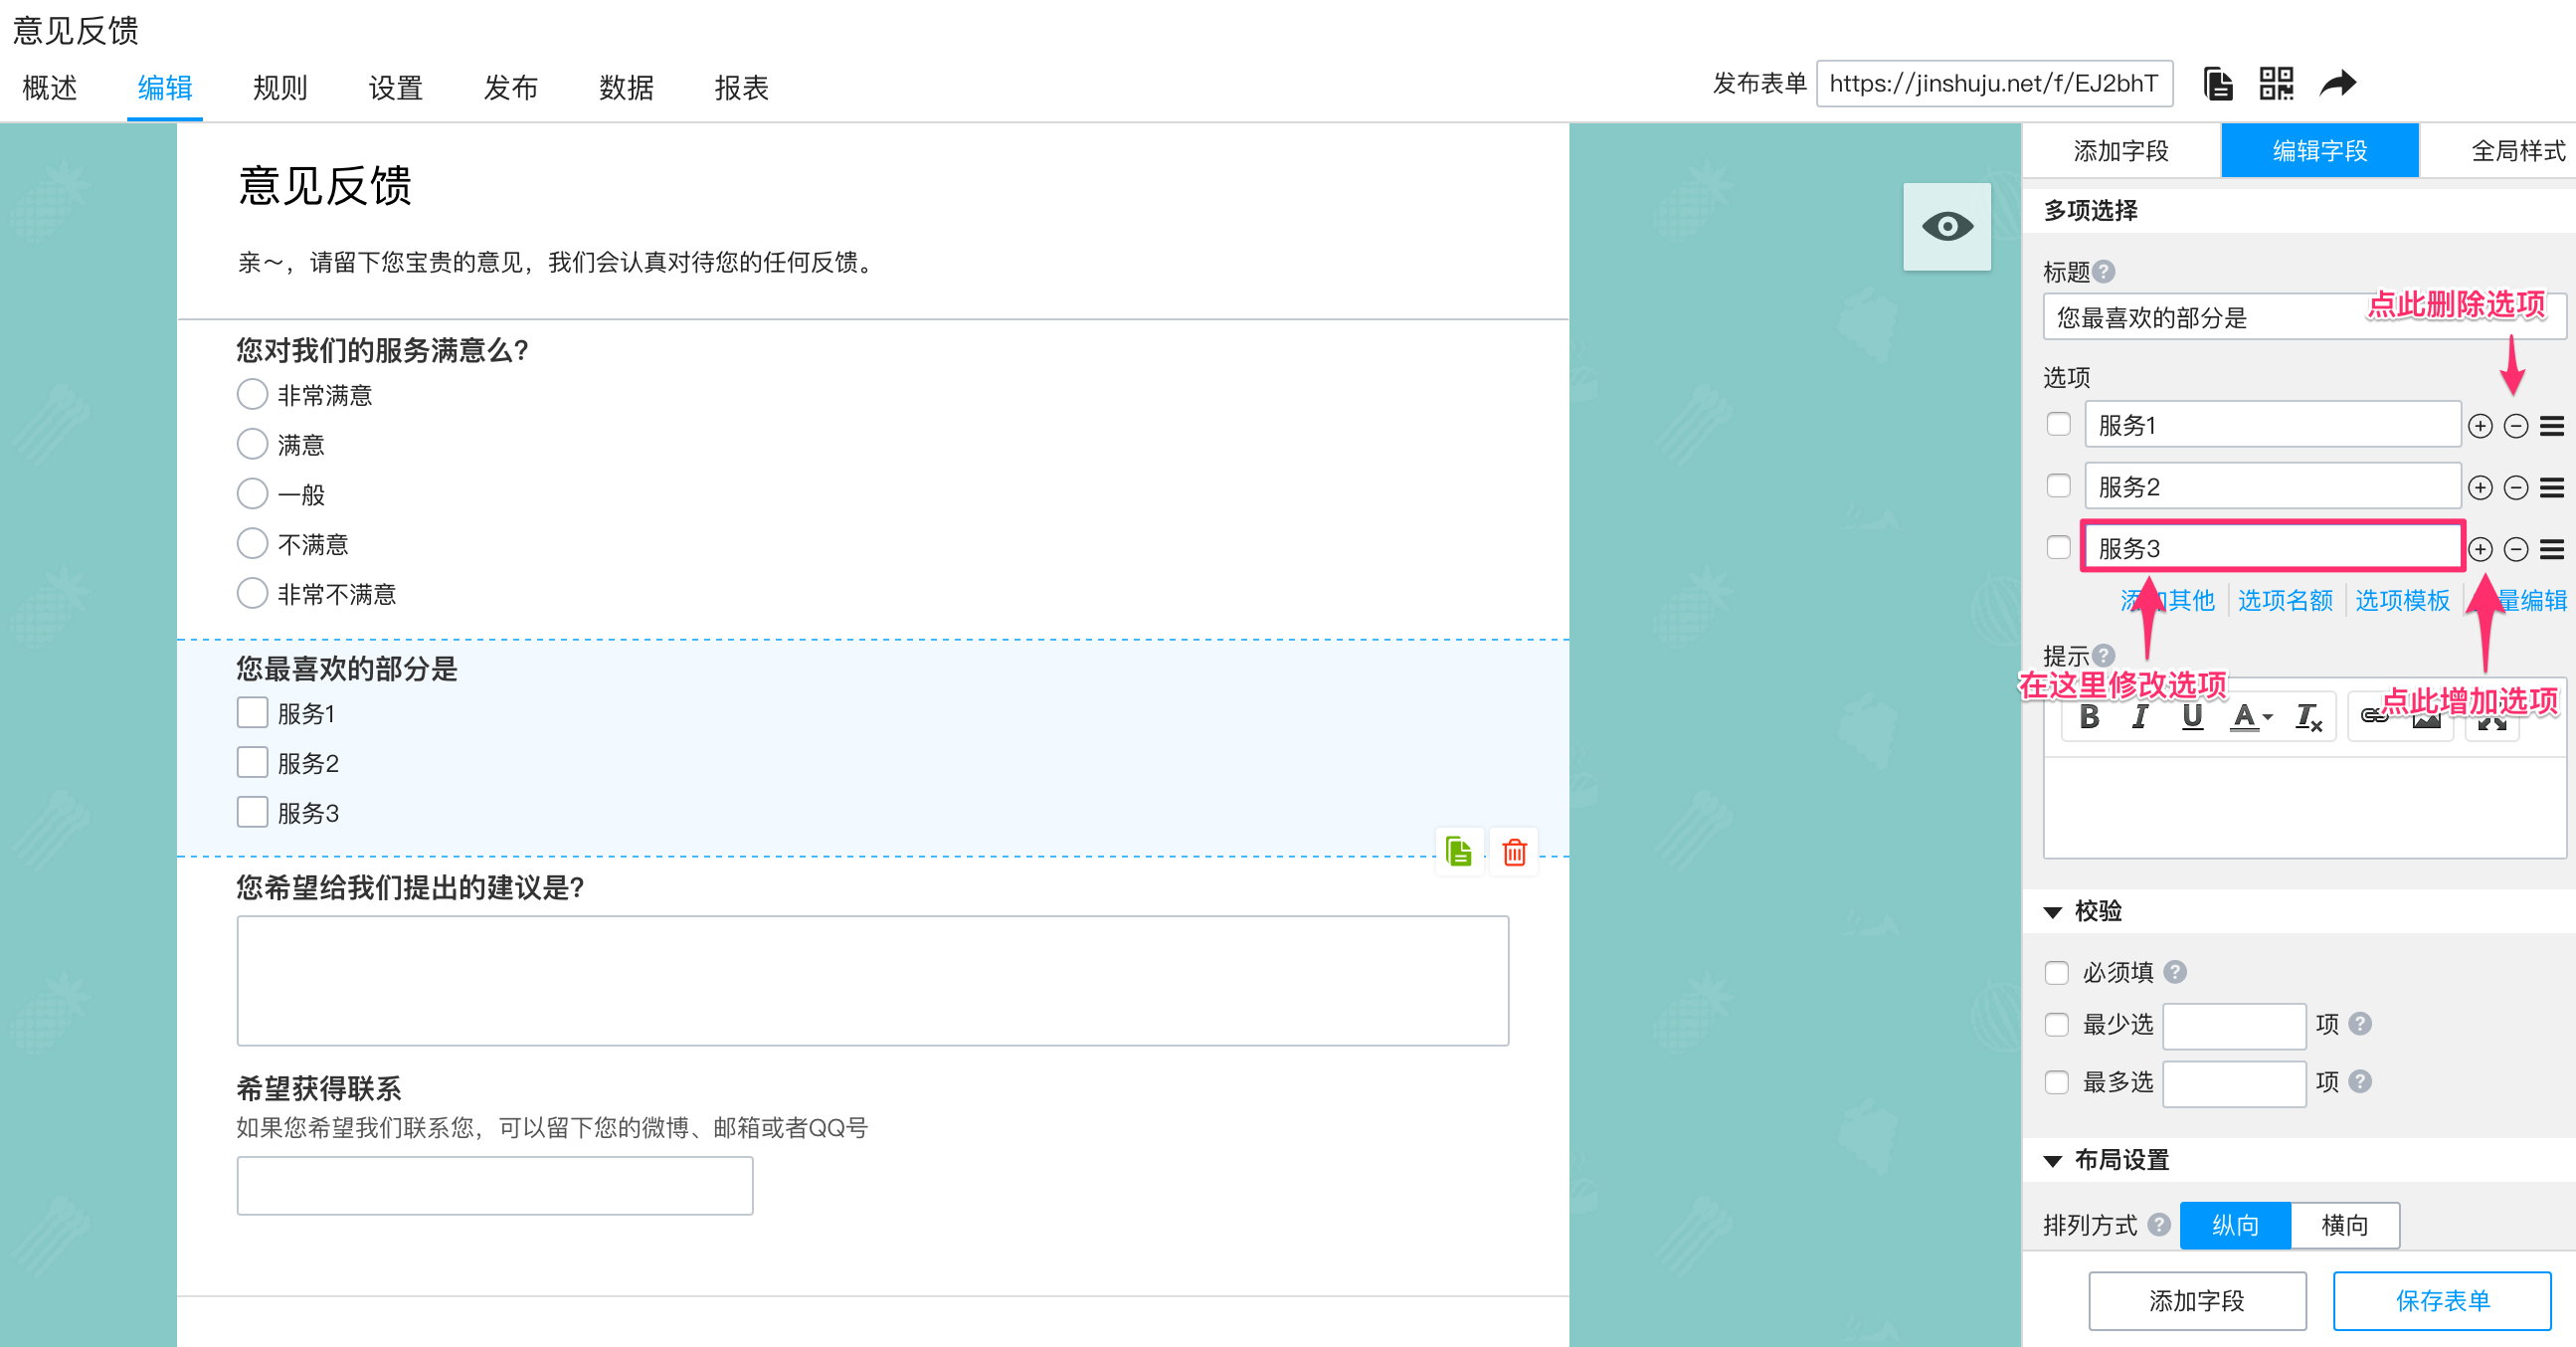 意见反馈
概述 编辑 规则 设置 发布 数据 报表
发布表单 https://jinshuju.net/f/EJ2bhT
意见反馈
亲～，请留下您宝贵的意见，我们会认真对待您的任何反馈。
您对我们的服务满意么?
非常满意
满意
一般
不满意
非常不满意
您最喜欢的部分是
服务1
服务2
服务3
您希望给我们提出的建议是?
希望获得联系
如果您希望我们联系您，可以留下您的微博、邮箱或者QQ号
添加字段 编辑字段 全局样式
多项选择
标题
点此删除选项
您最喜欢的部分是
选项
服务1
服务2
服务3
其他 选项名额 选项模板 量编辑
提示
在这里修改选项
点此增加选项
B I U A Tx
校验
必须填
最少选 项
最多选 项
布局设置
排列方式 纵向 横向
添加字段 保存表单